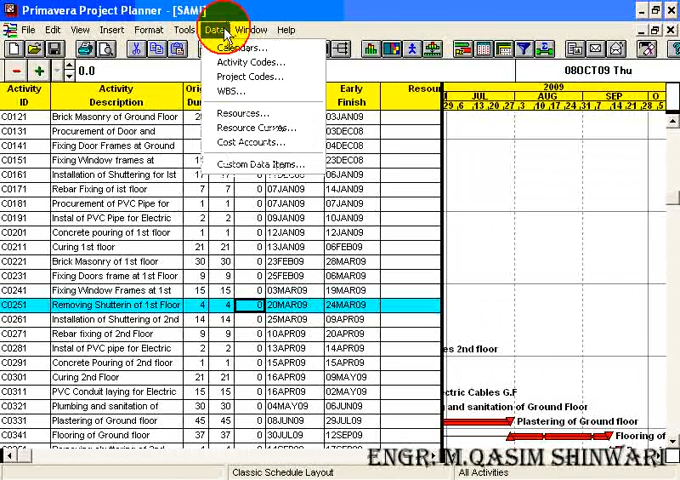 Primavera Project Planner - [SAMI]
File Edit View Insert Format Tools Data Window Help
Calendars...
Activity Codes...
Project Codes...
WBS...
Resources...
Resource Curves...
Cost Accounts...
Custom Data Items...
0.0
08OCT09 Thu
Activity ID Activity Description Early Finish
2009
JUL AUG SEP
C0121 Brick Masonry of Ground Floor 03JAN09
C0131 Procurement of Door and 03DEC08
C0141 Fixing Door Frames at Ground 03DEC08
C0151 Fixing Window frames at
C0161 Installation of Shuttering for Ist
C0171 Rebar Fixing of ist floor 7 7 0 07JAN09 14JAN09
C0181 Procurement of PVC Pipe for 1 1 0 07JAN09 07JAN09
C0191 Instal of PVC Pipe for Electric 2 2 0 09JAN09 10JAN09
C0201 Concrete pouring of 1st floor 1 1 0 12JAN09 12JAN09
C0211 Curing 1st floor 21 21 0 13JAN09 06FEB09
C0221 Brick Masonry of 1st Floor 30 30 0 23FEB09 28MAR09
C0231 Fixing Doors frame at 1st Floor 9 9 0 25FEB09 06MAR09
C0241 Fixing Window Frames at 1st 15 15 0 03MAR09 19MAR09
C0251 Removing Shutterin of 1st Floor 4 4 0 20MAR09 24MAR09
C0261 Installation of Shuttering of 2nd 14 14 0 25MAR09 09APR09
C0271 Rebar fixing of 2nd Floor 9 9 0 10APR09 20APR09
C0281 Instal of PVC pipe for Electric 2 2 0 13APR09 14APR09
C0291 Concrete Pouring of 2nd Floor 1 1 0 15APR09 15APR09
C0301 Curing 2nd Floor 21 21 0 16APR09 09MAY09
C0311 PVC Conduit laying for Electric 15 15 0 16APR09 02MAY09
C0321 Plumbing and sanitation of 30 30 0 04MAY09 06JUN09
C0331 Plastering of Ground Floor 45 45 0 08JUN09 29JUL09
C0341 Flooring of Ground Floor 37 37 0 30JUL09 12SEP09
es 2nd floor
ctric Cables G.F
and sanitation of Ground Floor
Plastering of Ground floor
Flooring of
ENGR: M.QASIM SHINWARI
Classic Schedule Layout All Activities